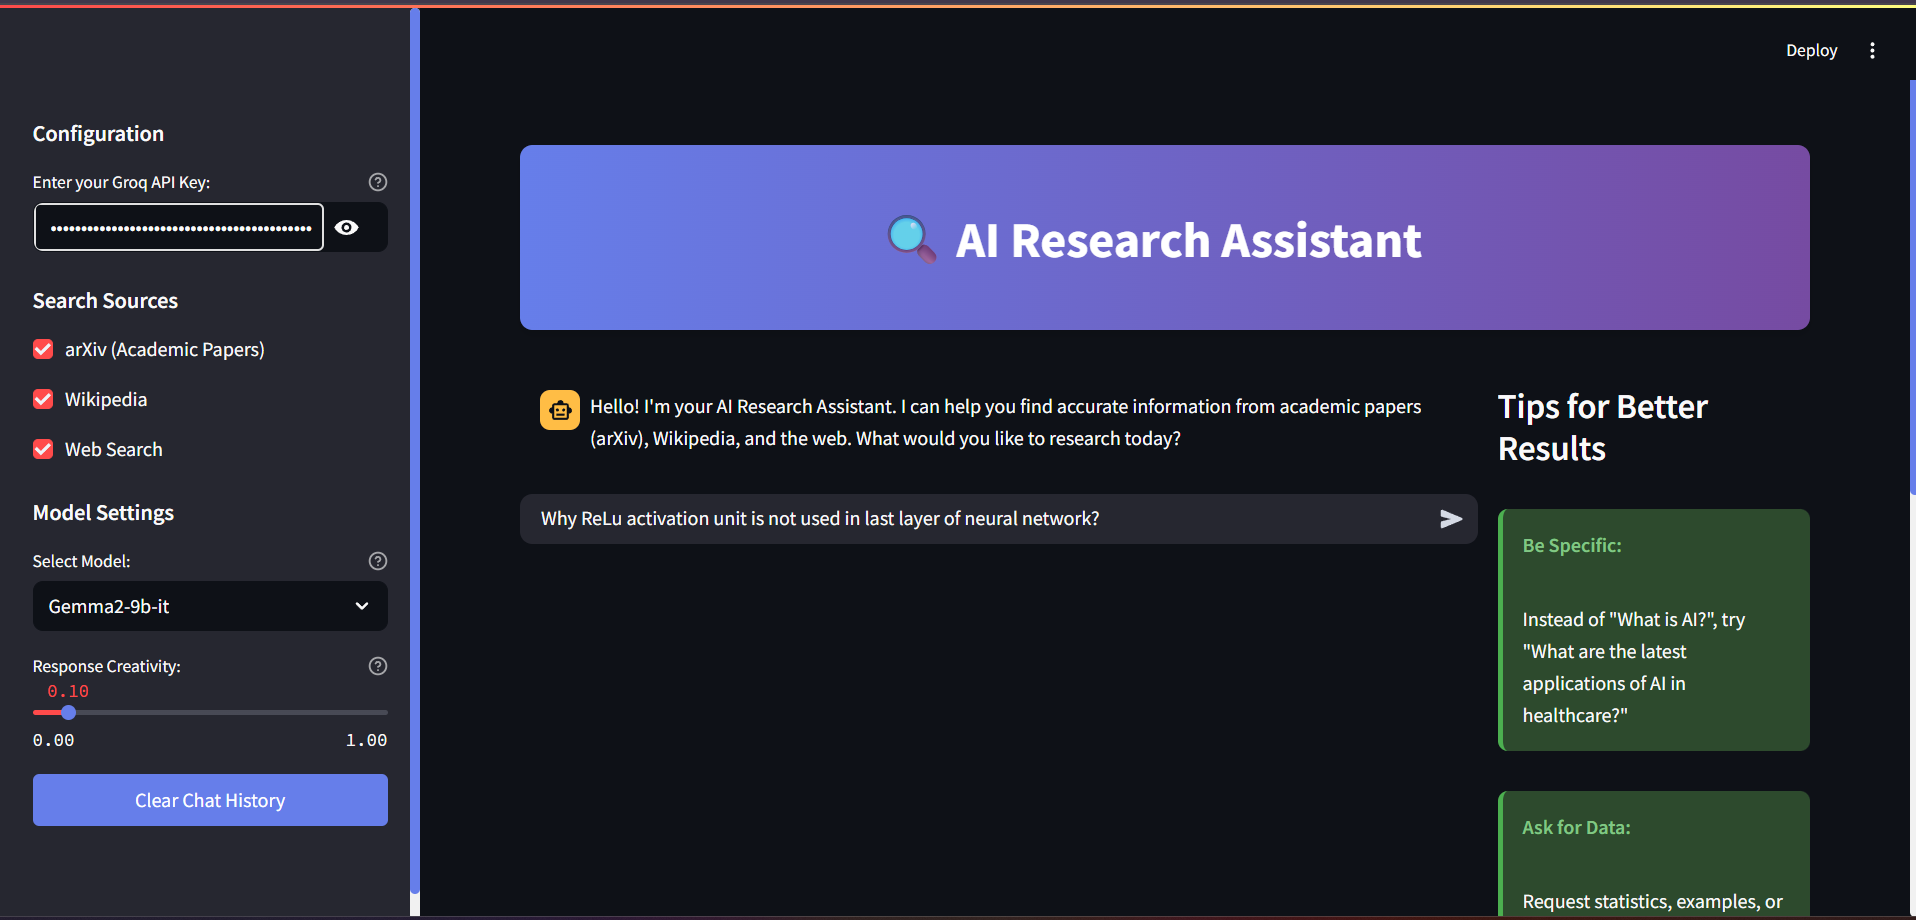 Deploy
Configuration
Enter your Groq API Key:
Search Sources
arXiv (Academic Papers)
Wikipedia
Web Search
Model Settings
Select Model:
Gemma2-9b-it
Response Creativity:
0.10
0.00 1.00
Clear Chat History
AI Research Assistant
Hello! I'm your AI Research Assistant. I can help you find accurate information from academic papers
(arXiv), Wikipedia, and the web. What would you like to research today?
Why ReLu activation unit is not used in last layer of neural network?
Tips for Better
Results
Be Specific:
Instead of "What is AI?", try
"What are the latest
applications of AI in
healthcare?"
Ask for Data:
Request statistics, examples, or